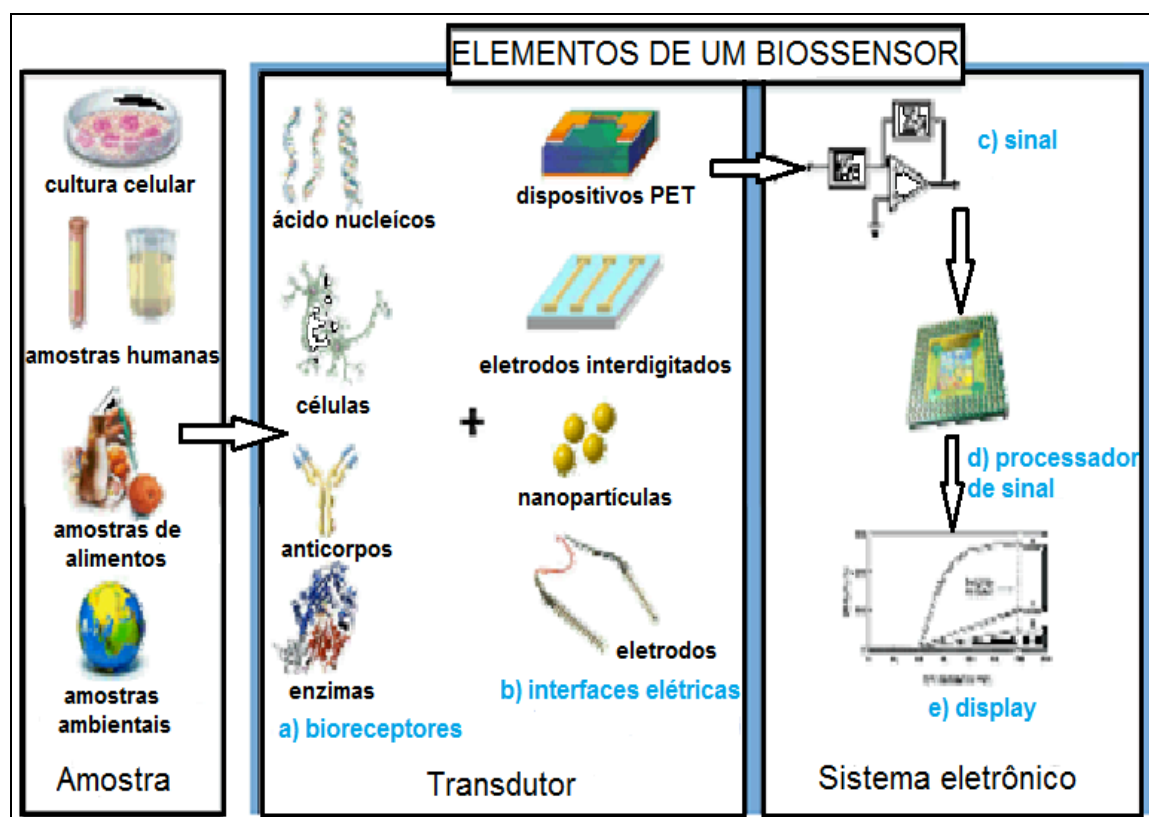 ELEMENTOS DE UM BIOSSENSOR
cultura celular
amostras humanas
amostras de
alimentos
amostras
ambientais
Amostra
ácido nucleícos
células
anticorpos
enzimas
a) bioreceptores
+
dispositivos PET
eletrodos interdigitados
nanopartículas
eletrodos
b) interfaces elétricas
Transdutor
c) sinal
d) processador
de sinal
e) display
Sistema eletrônico